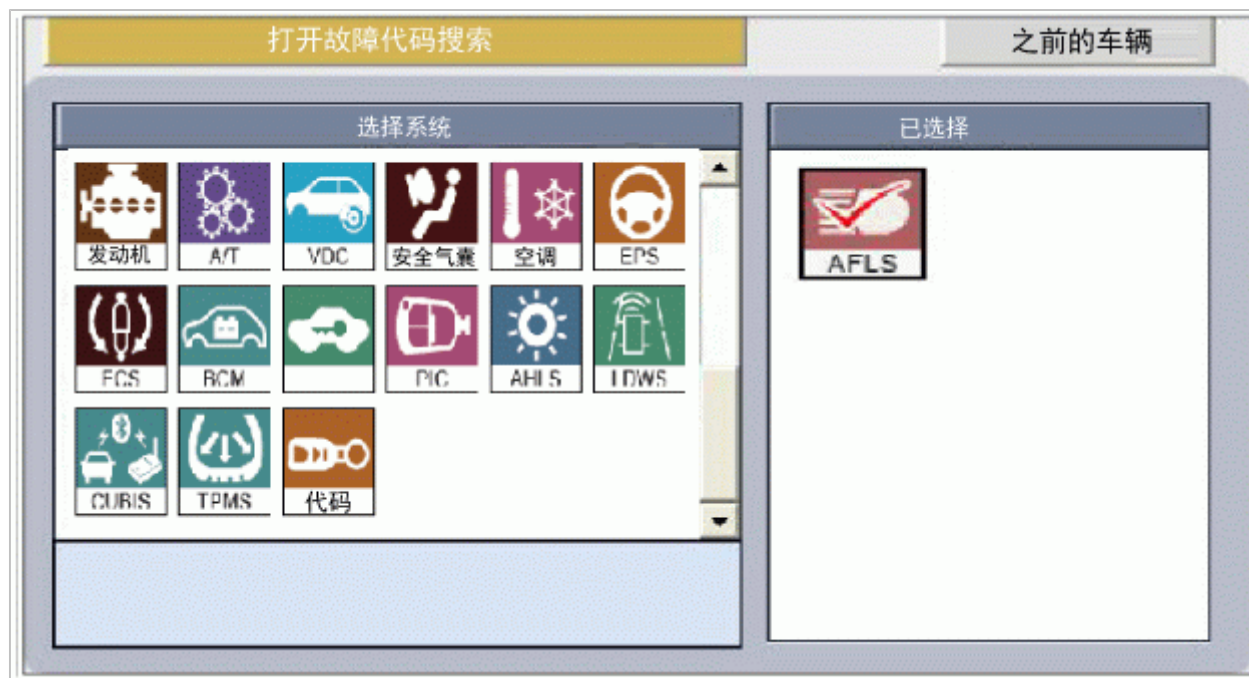 打开故障代码搜索
之前的车辆
选择系统
已选择
发动机
A/T
VDC
安全气囊
空调
EPS
AFLS
ECS
BCM
PIC
AHLS
LDWS
CUBIS
TPMS
代码